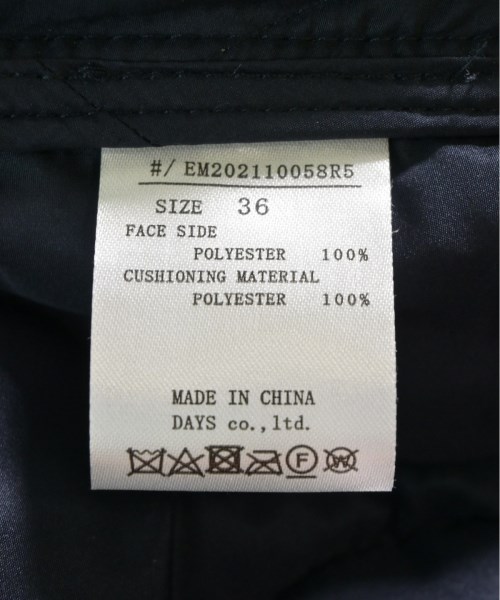 #/ EM202110058R5
SIZE 36
FACE SIDE
POLYESTER 100%
CUSHIONING MATERIAL
POLYESTER 100%
MADE IN CHINA
DAYS co.,ltd.
F W